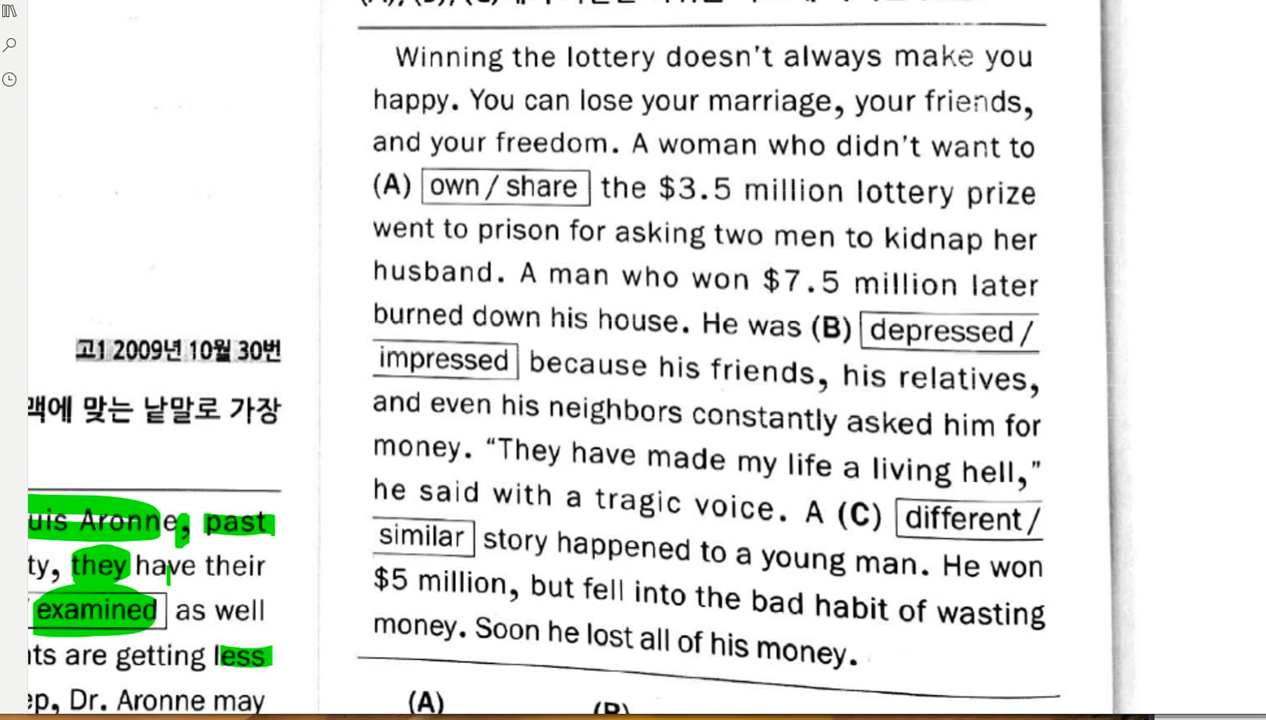 Winning the lottery doesn't always make you
happy. You can lose your marriage, your friends,
and your freedom. A woman who didn't want to
(A) own / share the $3.5 million lottery prize
went to prison for asking two men to kidnap her
husband. A man who won $7.5 million later
burned down his house. He was (B) depressed /
impressed because his friends, his relatives,
and even his neighbors constantly asked him for
money. “They have made my life a living hell,”
he said with a tragic voice. A (C) different /
similar story happened to a young man. He won
$5 million, but fell into the bad habit of wasting
money. Soon he lost all of his money.
(A) (B)
고1 2009년 10월 30번
맥에 맞는 낱말로 가장
uis Aronne, past
ty, they have their
examined as well
nts are getting less
ep, Dr. Aronne may